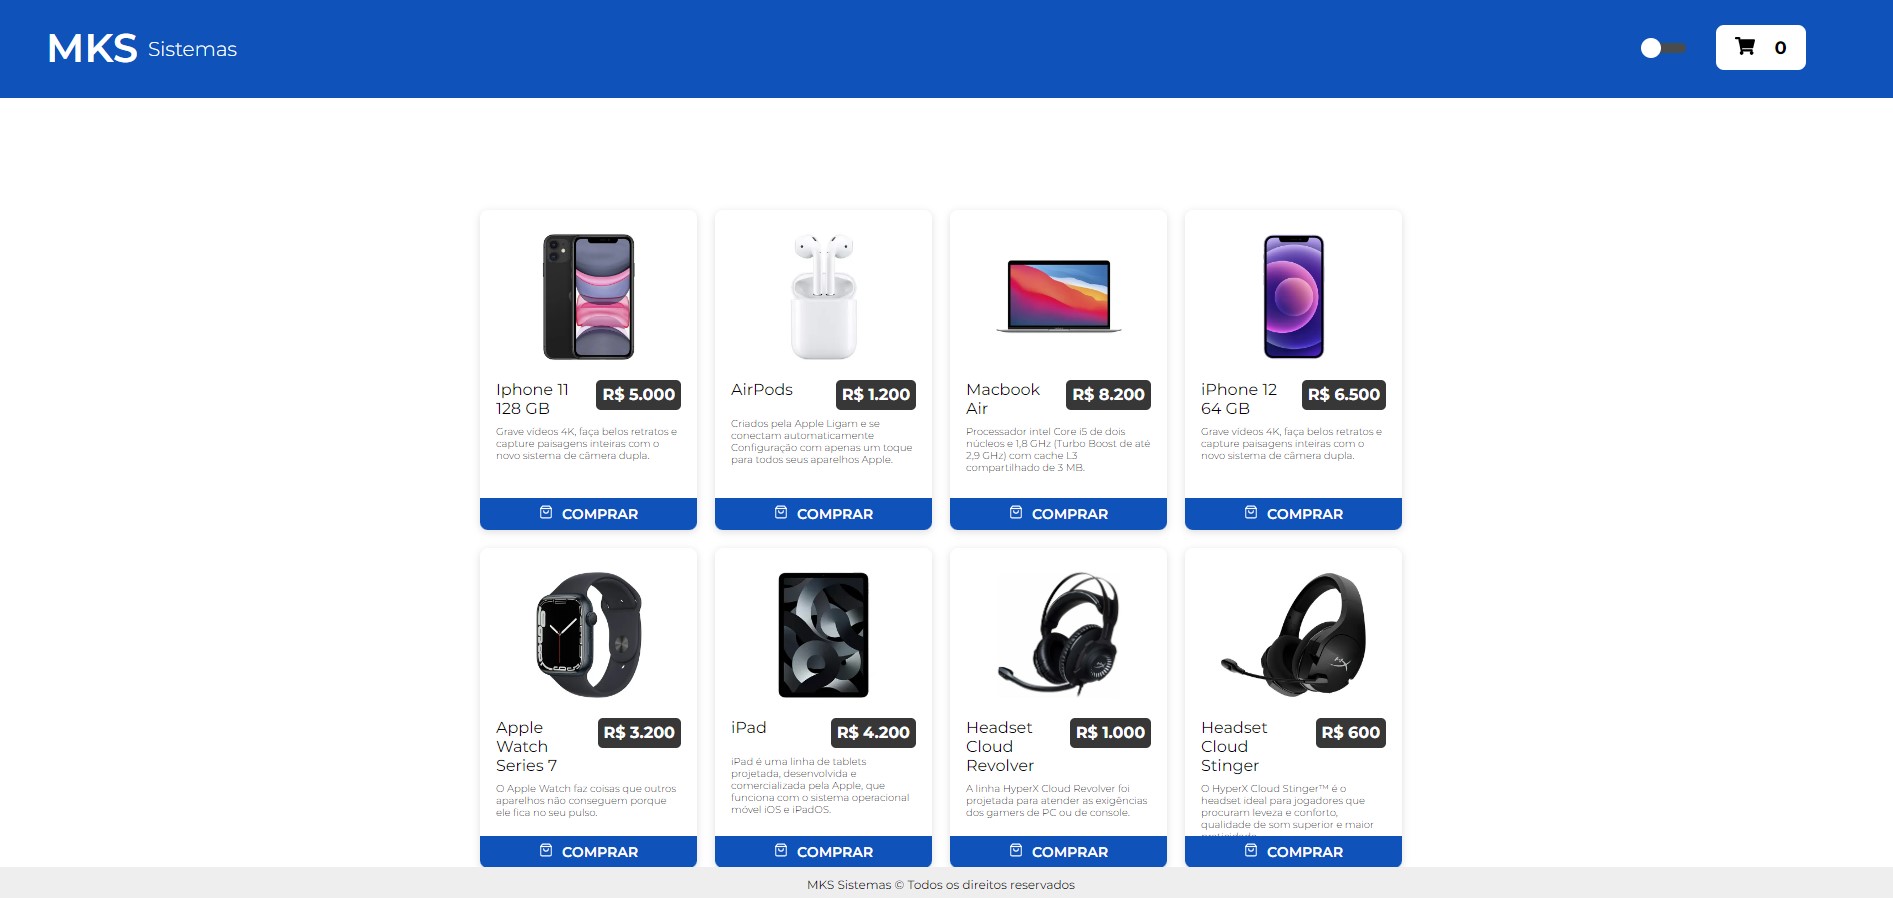 MKS Sistemas
0
Iphone 11
128 GB
R$ 5.000
Grave vídeos 4K, faça belos retratos e
capture paisagens inteiras com o
novo sistema de câmera dupla.
COMPRAR
AirPods
R$ 1.200
Criados pela Apple Ligam e se
conectam automaticamente
Configuração com apenas um toque
para todos seus aparelhos Apple.
COMPRAR
Macbook
Air
R$ 8.200
Processador intel Core i5 de dois
núcleos e 1,8 GHz (Turbo Boost de até
2,9 GHz) com cache L3
compartilhado de 3 MB.
COMPRAR
iPhone 12
64 GB
R$ 6.500
Grave vídeos 4K, faça belos retratos e
capture paisagens inteiras com o
novo sistema de câmera dupla.
COMPRAR
Apple
Watch
Series 7
R$ 3.200
O Apple Watch faz coisas que outros
aparelhos não conseguem porque
ele fica no seu pulso.
COMPRAR
iPad
R$ 4.200
iPad é uma linha de tablets
projetada, desenvolvida e
comercializada pela Apple, que
funciona com o sistema operacional
móvel iOS e iPadOS.
COMPRAR
Headset
Cloud
Revolver
R$ 1.000
A linha HyperX Cloud Revolver foi
projetada para atender as exigências
dos gamers de PC ou de console.
COMPRAR
Headset
Cloud
Stinger
R$ 600
O HyperX Cloud Stinger™ é o
headset ideal para jogadores que
procuram leveza e conforto,
qualidade de som superior e maior
COMPRAR
MKS Sistemas © Todos os direitos reservados